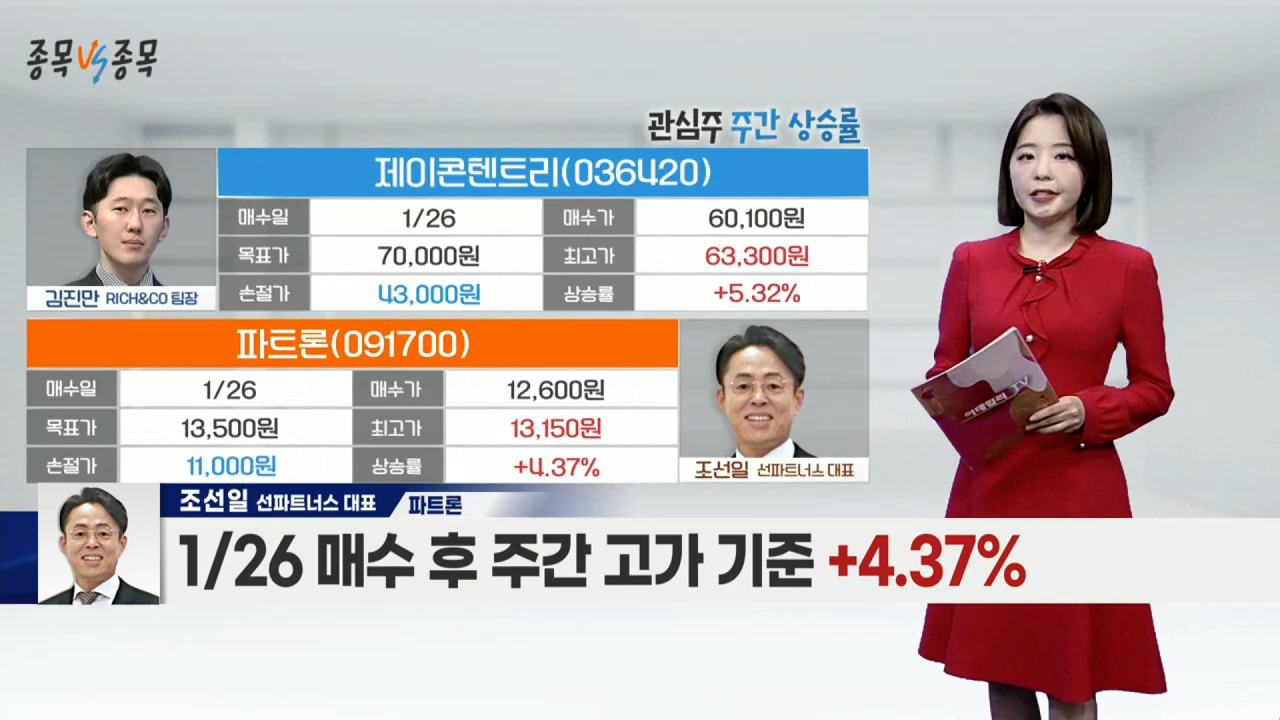 종목 VS 종목
관심주 주간 상승률
제이콘텐트리(036420)
매수일 1/26 매수가 60,100원
목표가 70,000원 최고가 63,300원
손절가 43,000원 상승률 +5.32%
김진만 RICH&CO 팀장
파트론(091700)
매수일 1/26 매수가 12,600원
목표가 13,500원 최고가 13,150원
손절가 11,000원 상승률 +4.37%
조선일 선파트너스 대표
이데일리 TV
조선일 선파트너스 대표 파트론
1/26 매수 후 주간 고가 기준 +4.37%